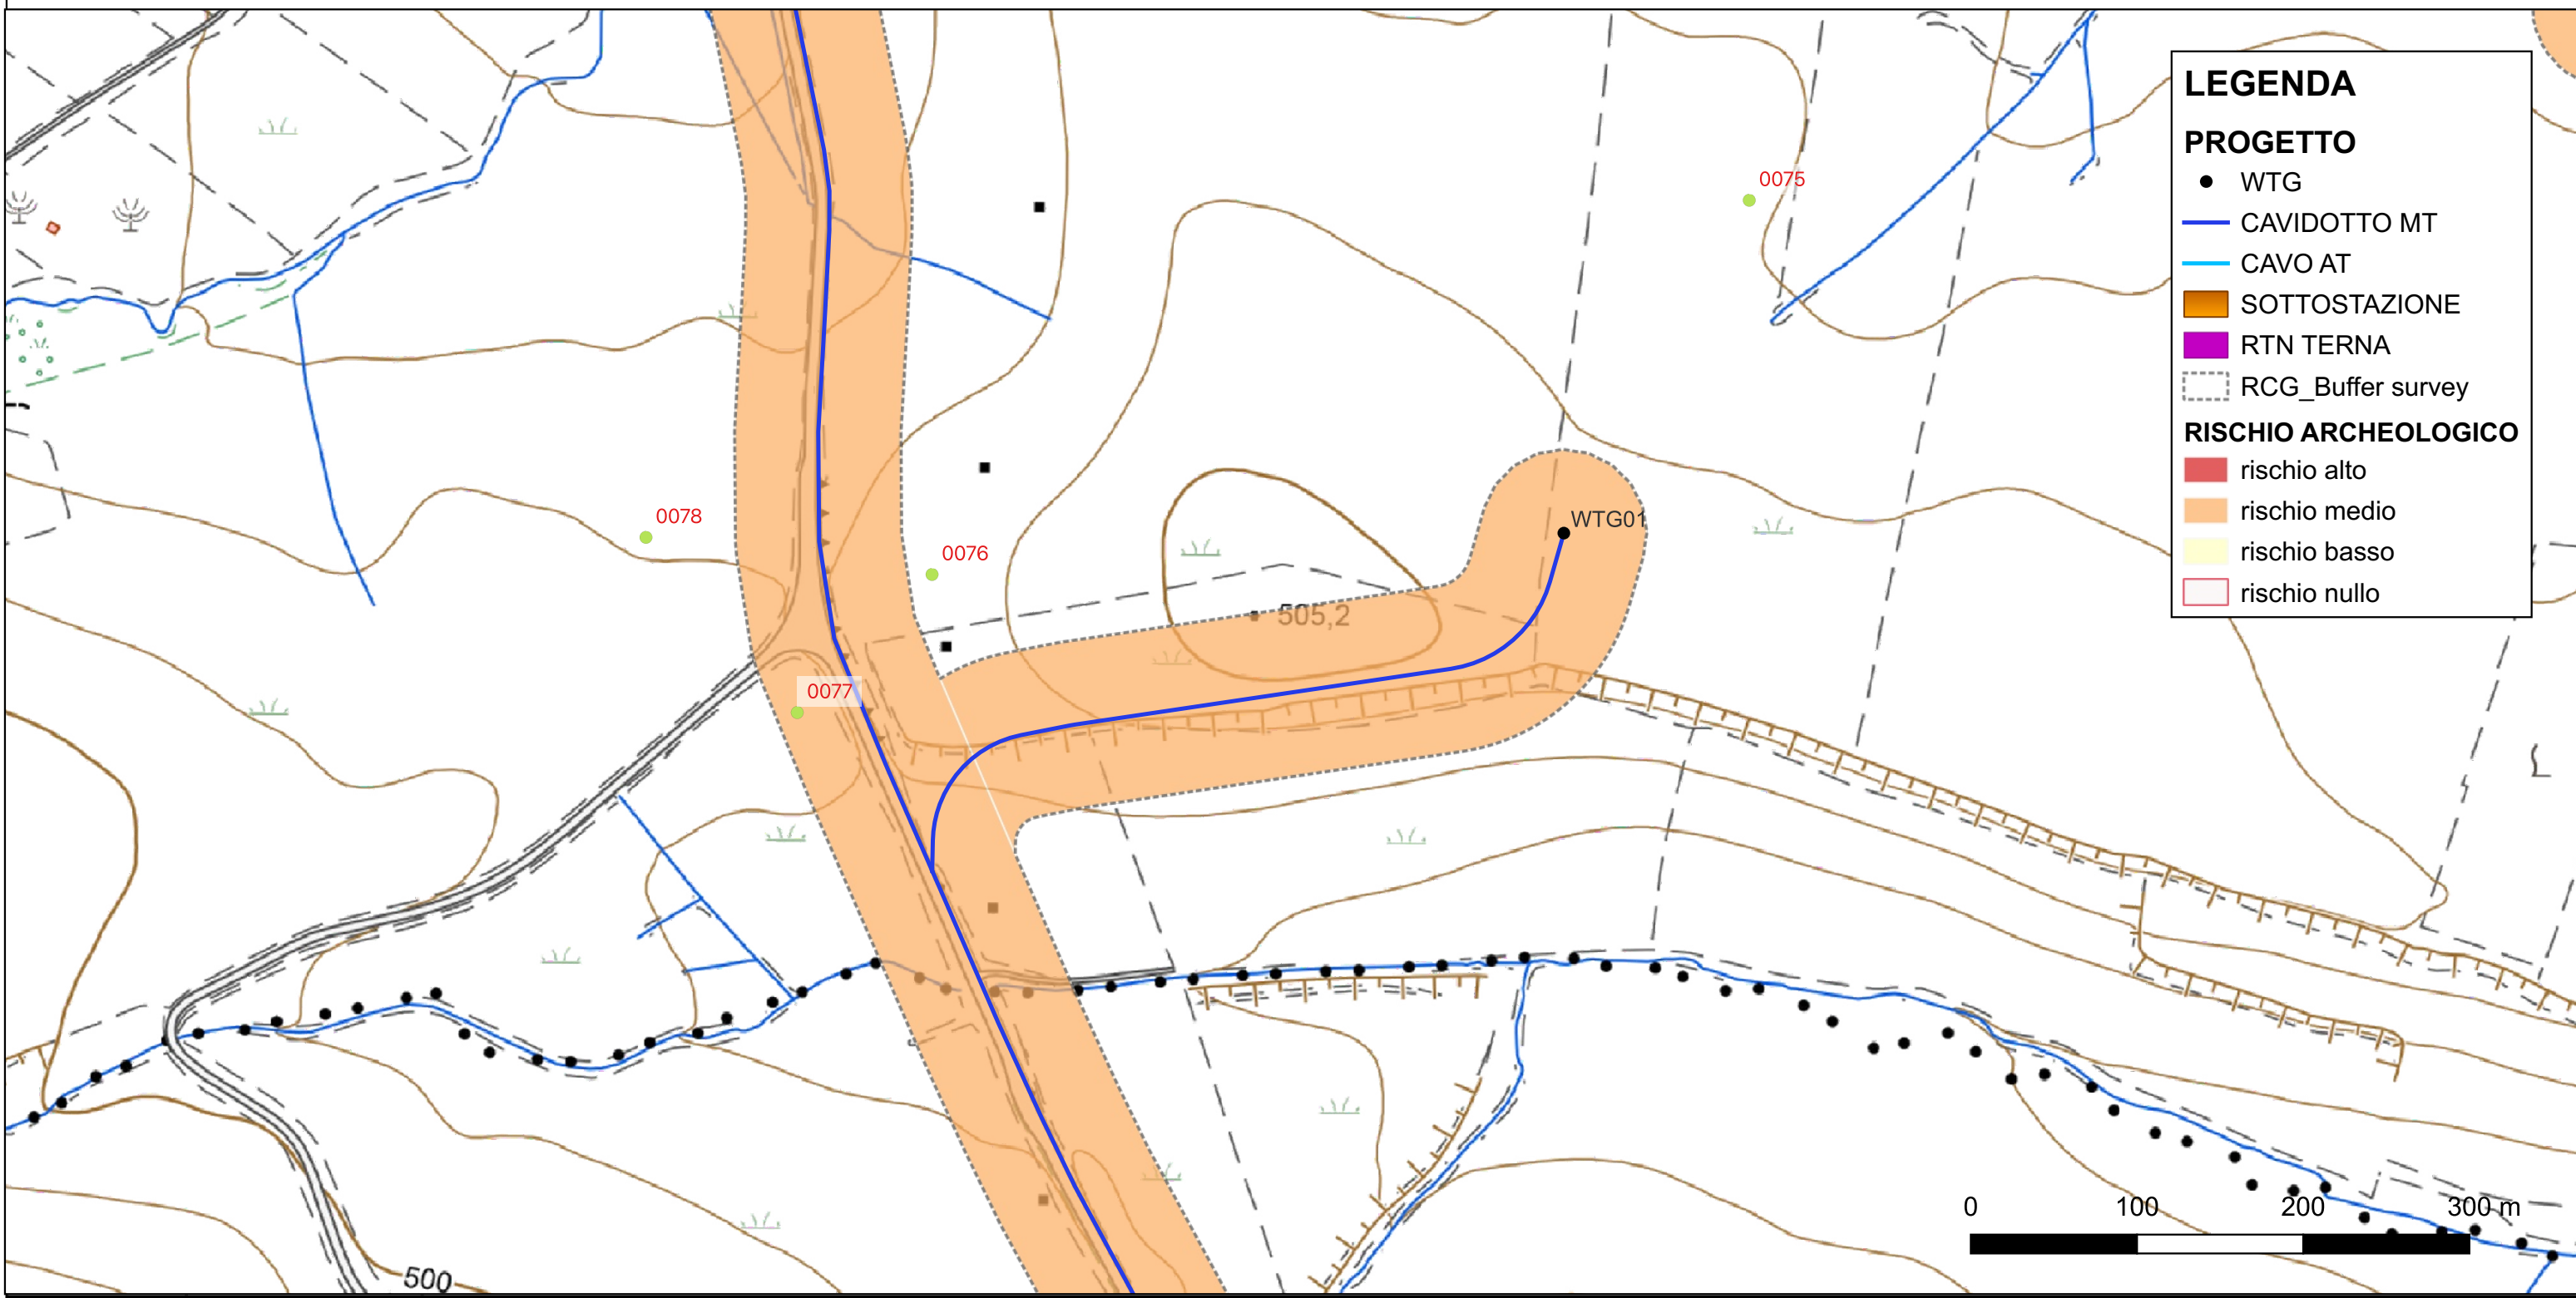 LEGENDA
PROGETTO
WTG
CAVIDOTTO MT
CAVO AT
SOTTOSTAZIONE
RTN TERNA
RCG_Buffer survey
RISCHIO ARCHEOLOGICO
rischio alto
rischio medio
rischio basso
rischio nullo
0075
0078
0076
WTG01
505,2
0077
0 100 200 300 m
500